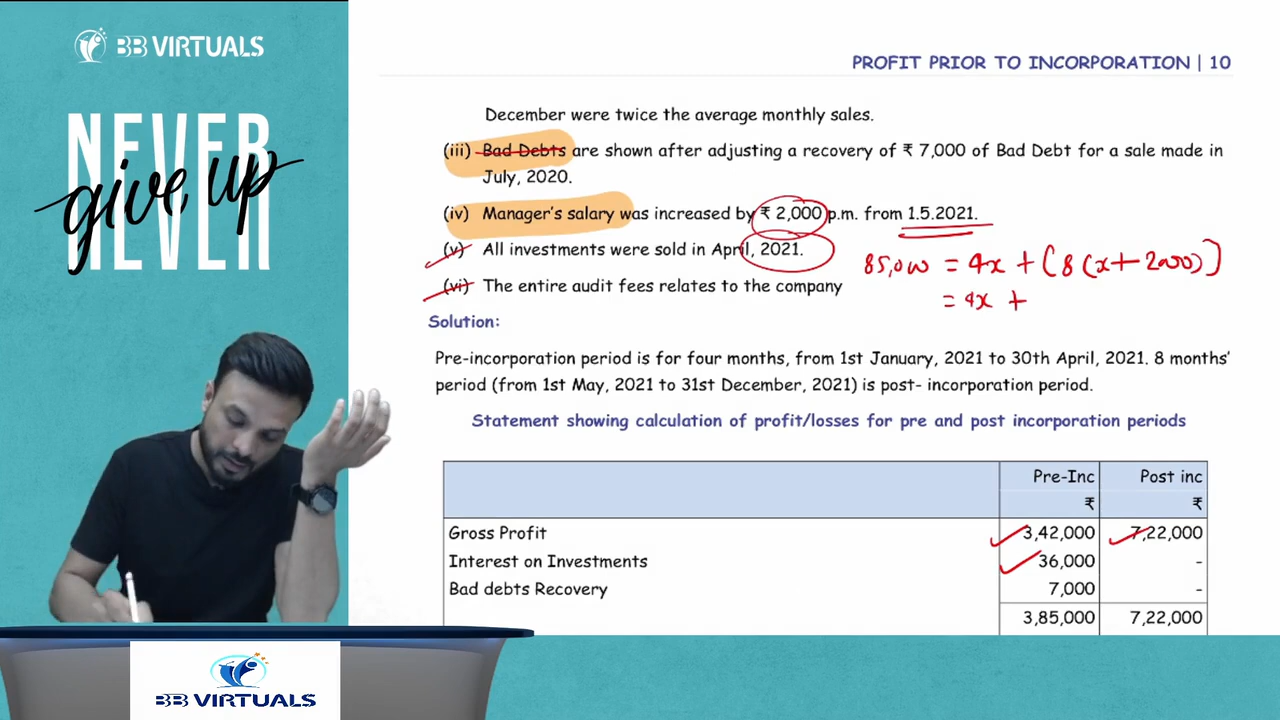 BB VIRTUALS
NEVER
give up
NEVER
PROFIT PRIOR TO INCORPORATION | 10
December were twice the average monthly sales.
(iii) Bad Debts are shown after adjusting a recovery of ₹ 7,000 of Bad Debt for a sale made in
July, 2020.
(iv) Manager's salary was increased by ₹ 2,000 p.m. from 1.5.2021.
(v) All investments were sold in April, 2021.
85,000 = 4x + (8(x+2000))
(vi) The entire audit fees relates to the company
= 4x +
Solution:
Pre-incorporation period is for four months, from 1st January, 2021 to 30th April, 2021. 8 months'
period (from 1st May, 2021 to 31st December, 2021) is post- incorporation period.
Statement showing calculation of profit/losses for pre and post incorporation periods
Pre-Inc Post inc
₹ ₹
Gross Profit 3,42,000 7,22,000
Interest on Investments 36,000 -
Bad debts Recovery 7,000 -
3,85,000 7,22,000
BB VIRTUALS